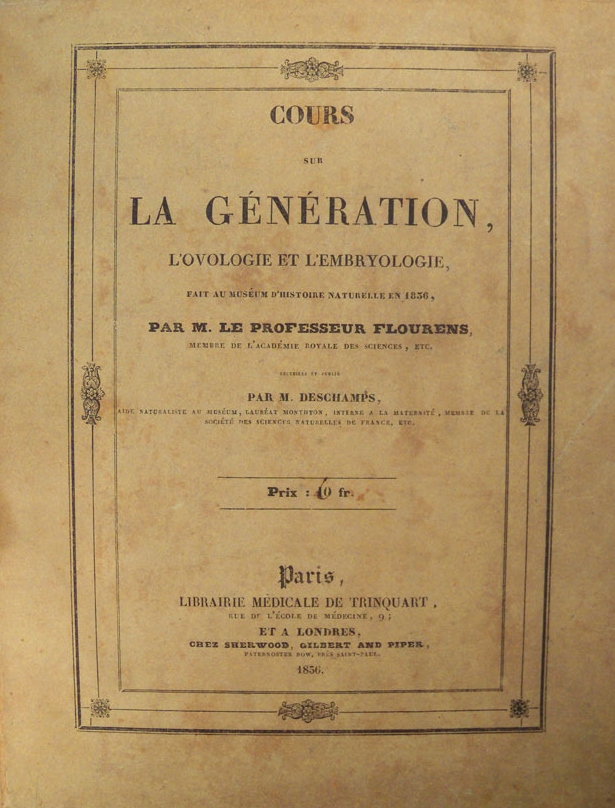 COURS
SUR
LA GÉNÉRATION,
L'OVOLOGIE ET L'EMBRYOLOGIE,
FAIT AU MUSÉUM D'HISTOIRE NATURELLE EN 1836,
PAR M. LE PROFESSEUR FLOURENS,
MEMBRE DE L'ACADÉMIE ROYALE DES SCIENCES, ETC.
RECUEILLI ET PUBLIÉ
PAR M. DESCHAMPS,
AIDE NATURALISTE AU MUSÉUM, LAURÉAT MONTHYON, INTERNE A LA MATERNITÉ, MEMBRE DE LA
SOCIÉTÉ DES SCIENCES NATURELLES DE FRANCE, ETC.
Prix : 10 fr.
Paris,
LIBRAIRIE MÉDICALE DE TRINQUART,
RUE DE L'ÉCOLE DE MÉDECINE, 9;
ET A LONDRES,
CHEZ SHERWOOD, GILBERT AND PIPER,
PATERNOSTER ROW, PRÈS SAINT-PAUL.
1836.